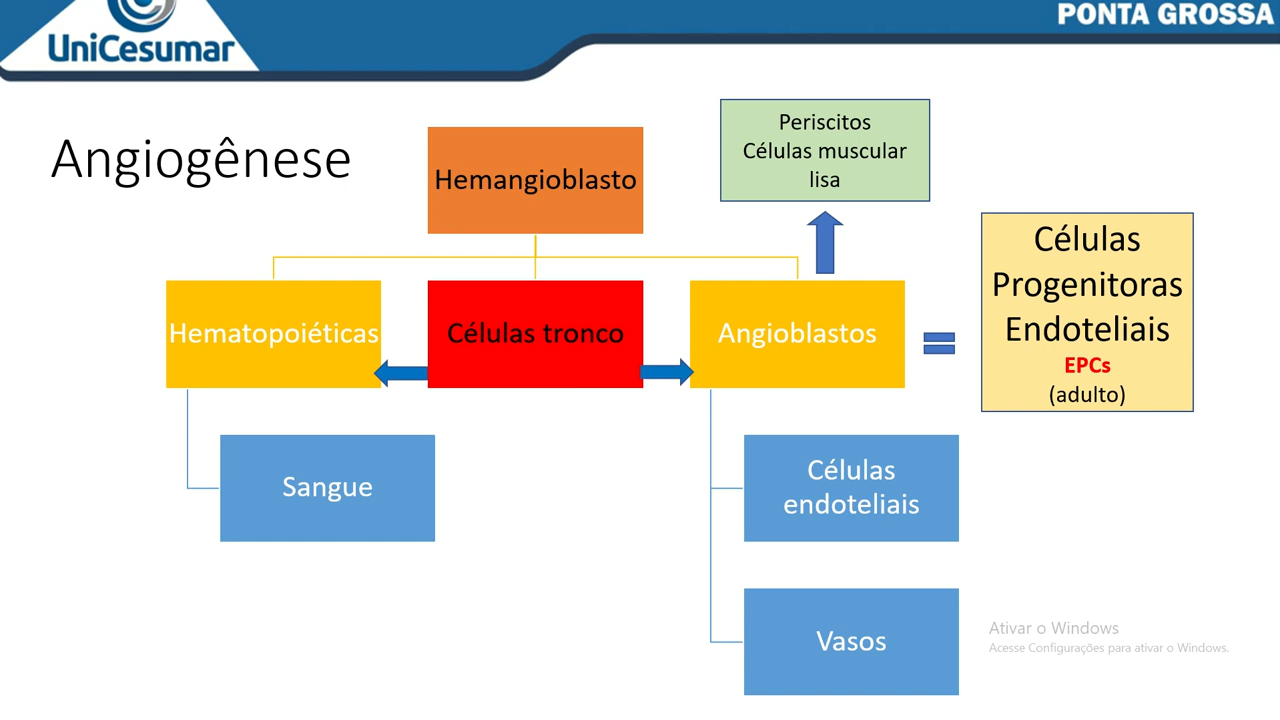 UniCesumar
PONTA GROSSA
Angiogênese
Hemangioblasto
Periscitos
Células muscular
lisa
Células
Progenitoras
Endoteliais
EPCs
(adulto)
Hematopoiéticas
Células tronco
Angioblastos
Sangue
Células
endoteliais
Vasos
Ativar o Windows
Acesse Configurações para ativar o Windows.